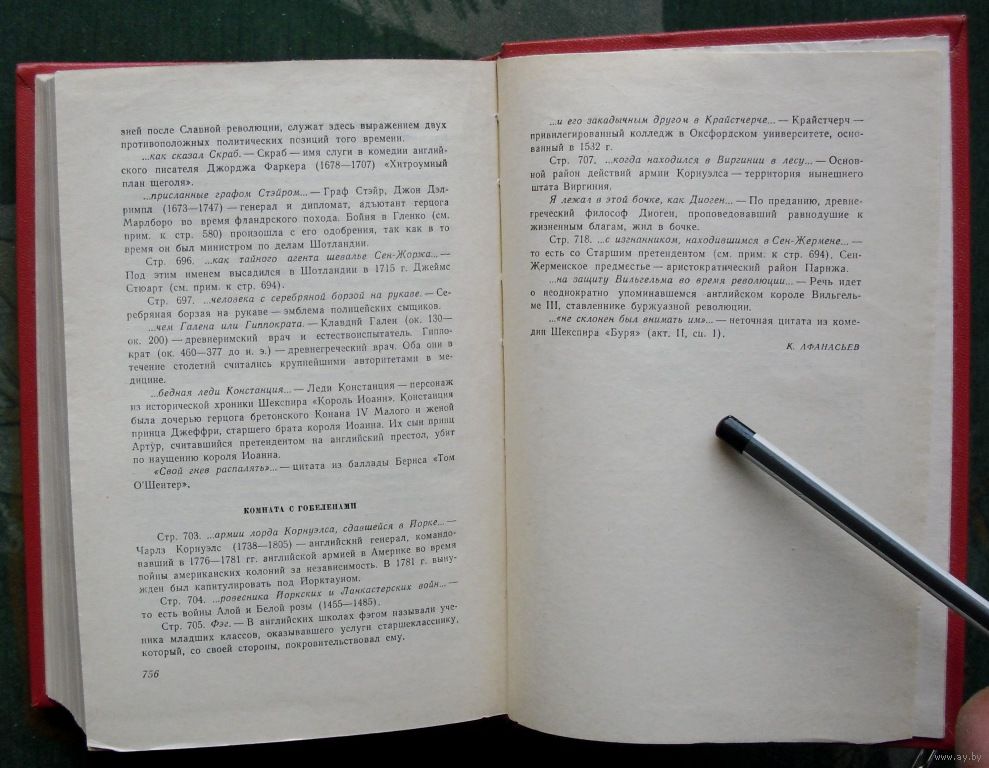 зией после Славной революции, служат здесь выражением двух
противоположных политических позиций того времени.
...как сказал Скраб. — Скраб — имя слуги в комедии англий-
ского писателя Джорджа Фаркера (1678—1707) «Хитроумный
план щеголя».
...присланные графом Стэйром... — Граф Стэйр, Джон Дэл-
римпл (1673—1747) — генерал и дипломат, адъютант герцога
Марлборо во время фландрского похода. Бойня в Гленко (см.
прим. к стр. 580) произошла с его одобрения, так как в то
время он был министром по делам Шотландии.
Стр. 696. ...как тайного агента шевалье Сен-Жоржа... —
Под этим именем высадился в Шотландии в 1715 г. Джеймс
Стюарт (см. прим. к стр. 694).
Стр. 697. ...человека с серебряной борзой на рукаве. — Се-
ребряная борзая на рукаве — эмблема полицейских сыщиков.
...чем Галена или Гиппократа. — Клавдий Гален (ок. 130—
ок. 200) — древнеримский врач и естествоиспытатель. Гиппо-
крат (ок. 460—377 до н. э.) — древнегреческий врач. Оба они в
течение столетий считались крупнейшими авторитетами в ме-
дицине.
...бедная леди Констанция... — Леди Констанция — персонаж
из исторической хроники Шекспира «Король Иоанн». Констанция
была дочерью герцога бретонского Конана IV Малого и женой
принца Джеффри, старшего брата короля Иоанна. Их сын принц
Артур, считавшийся претендентом на английский престол, убит
по наущению короля Иоанна.
«Свой гнев распалять»... — цитата из баллады Бернса «Том
О'Шентер».
КОМНАТА С ГОБЕЛЕНАМИ
Стр. 703. ...армии лорда Корнуэлса, сдавшейся в Йорке... —
Чарлз Корнуэлс (1738—1805) — английский генерал, командо-
вавший в 1776—1781 гг. английской армией в Америке во время
войны американских колоний за независимость. В 1781 г. выну-
жден был капитулировать под Йорктауном.
Стр. 704. ...ровесника Йоркских и Ланкастерских войн... —
то есть войны Алой и Белой розы (1455—1485).
Стр. 705. Фэг. — В английских школах фэгом называли уче-
ника младших классов, оказывавшего услуги старшекласснику,
который, со своей стороны, покровительствовал ему.
756
...и его закадычным другом в Крайстчерче... — Крайстчерч —
привилегированный колледж в Оксфордском университете, осно-
ванный в 1532 г.
Стр. 707. ...когда находился в Виргинии в лесу... — Основ-
ной район действий армии Корнуэлса — территория нынешнего
штата Виргиния.
Я лежал в этой бочке, как Диоген... — По преданию, древне-
греческий философ Диоген, проповедовавший равнодушие к
жизненным благам, жил в бочке.
Стр. 718. ...с изгнанником, находившимся в Сен-Жермене... —
то есть со Старшим претендентом (см. прим. к стр. 694). Сен-
Жерменское предместье — аристократический район Парижа.
...на защиту Вильгельма во время революции... — Речь идет
о неоднократно упоминавшемся английском короле Вильгель-
ме III, ставленнике буржуазной революции.
...«не склонен был внимать им»... — неточная цитата из коме-
дии Шекспира «Буря» (акт. II, сц. 1).
К. АФАНАСЬЕВ
www.ay.by